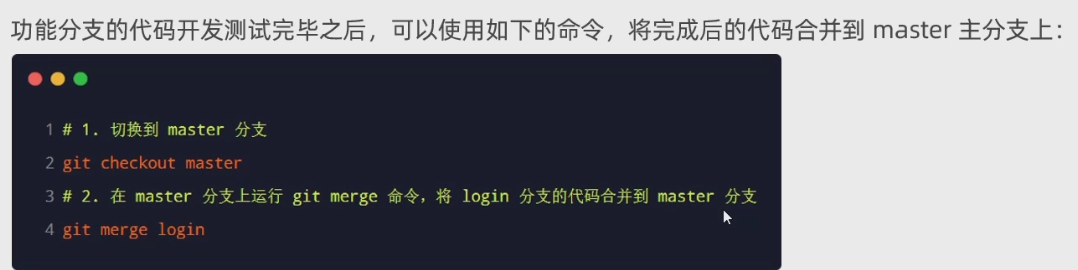 功能分支的代码开发测试完毕之后，可以使用如下的命令，将完成后的代码合并到 master 主分支上：
1 # 1. 切换到 master 分支
2 git checkout master
3 # 2. 在 master 分支上运行 git merge 命令，将 login 分支的代码合并到 master 分支
4 git merge login